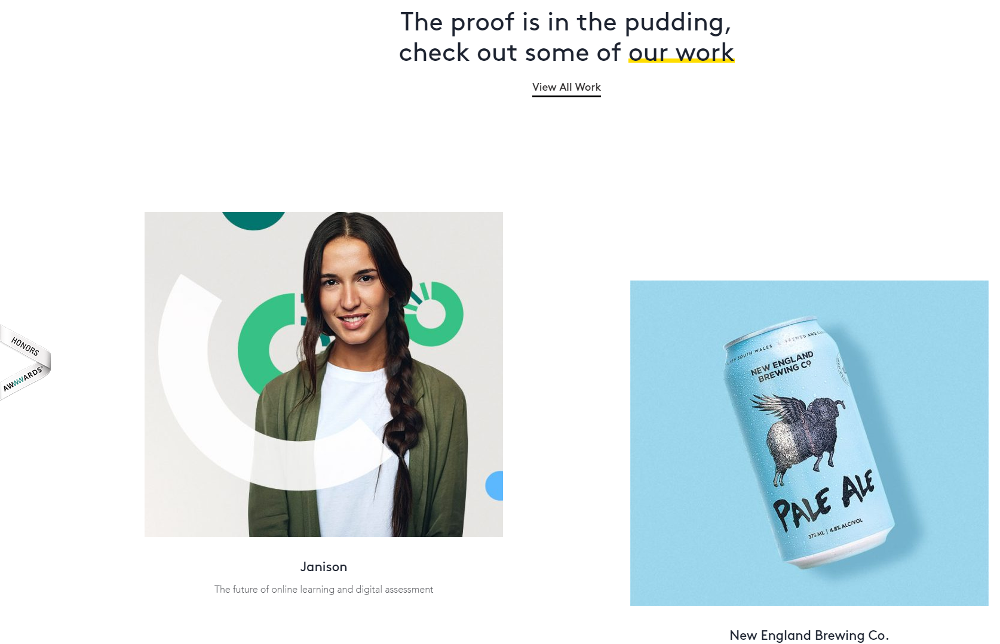 The proof is in the pudding,
check out some of our work
View All Work
HONORS
AWWWARDS
Janison
The future of online learning and digital assessment
NEW SOUTH WALES
BREWED AND
NEW ENGLAND
BREWING Co
PALE ALE
375 ML | 4.8% ALC/VOL
New England Brewing Co.